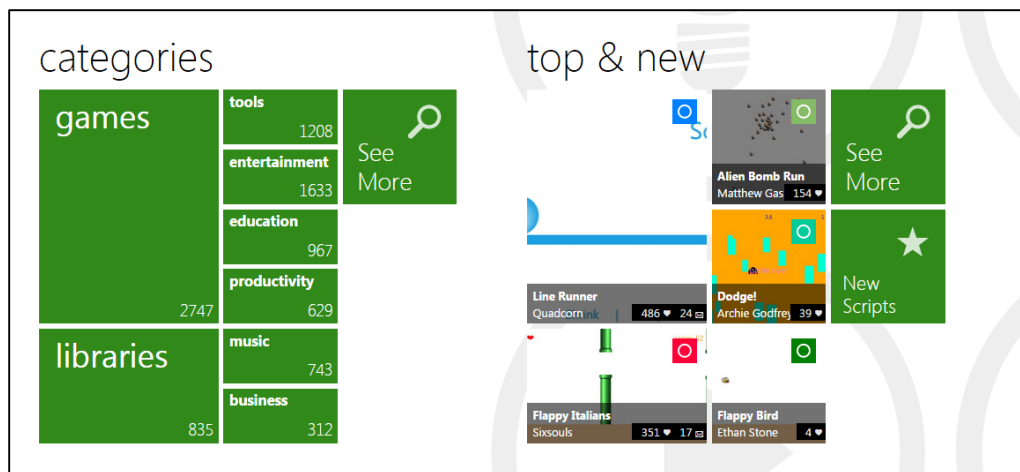 categories
games
2747
libraries
835
tools
1208
entertainment
1633
education
967
productivity
629
music
743
business
312
See
More
top & new
Line Runner
Quadcorn
486 ♥ 24
Alien Bomb Run
Matthew Gas
154 ♥
Dodge!
Archie Godfrey
39 ♥
Flappy Italians
Sixsouls
351 ♥ 17
Flappy Bird
Ethan Stone
4 ♥
See
More
New
Scripts